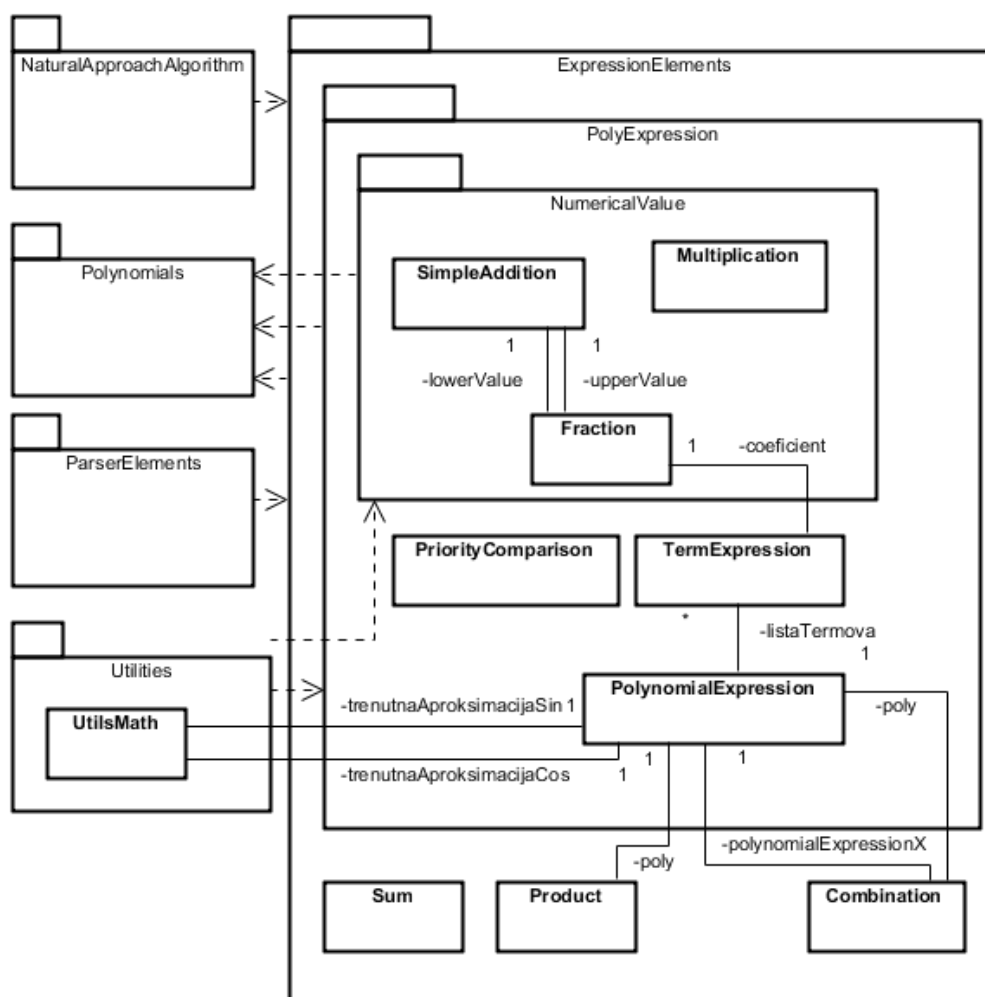 NaturalApproachAlgorithm
ExpressionElements
PolyExpression
NumericalValue
Polynomials
SimpleAddition
Multiplication
1
1
-lowerValue
-upperValue
Fraction
1
-coeficient
ParserElements
PriorityComparison
TermExpression
*
-listaTermova
1
Utilities
PolynomialExpression
-trenutnaAproksimacijaSin 1
-poly
UtilsMath
-trenutnaAproksimacijaCos
1
1
1
-polynomialExpressionX
-poly
Sum
Product
Combination